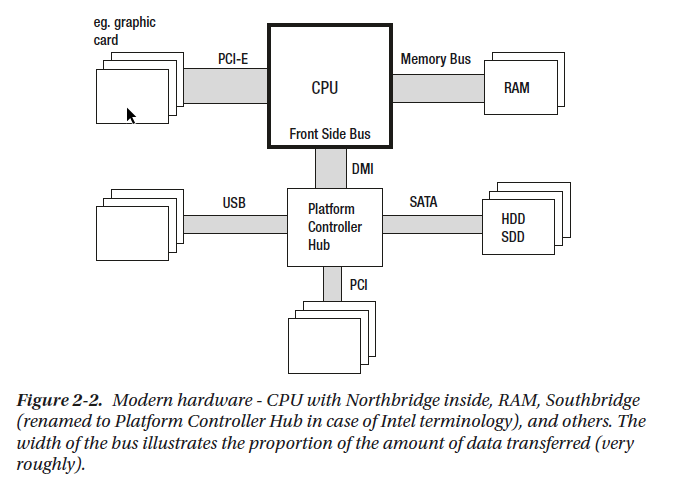 eg. graphic
card
PCI-E
CPU
Memory Bus
RAM
Front Side Bus
DMI
USB
Platform
Controller
Hub
SATA
HDD
SDD
PCI
Figure 2-2. Modern hardware - CPU with Northbridge inside, RAM, Southbridge
(renamed to Platform Controller Hub in case of Intel terminology), and others. The
width of the bus illustrates the proportion of the amount of data transferred (very
roughly).